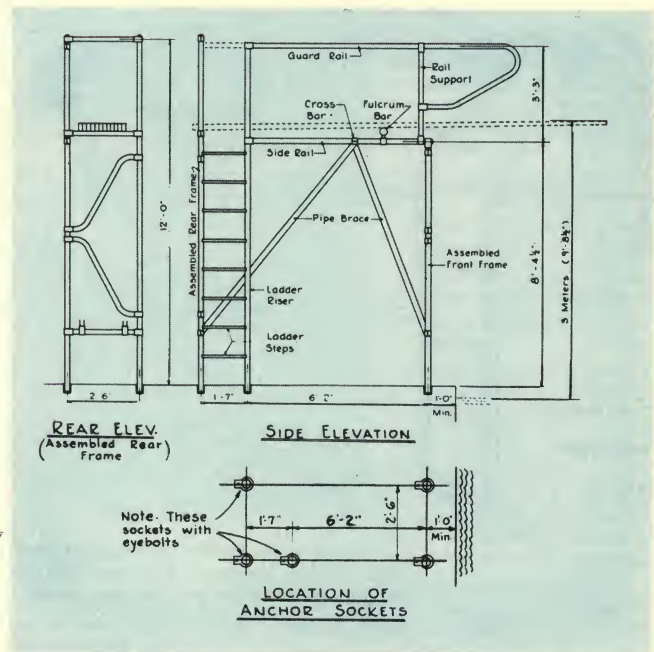 Guard Rail
Rail
Support
3'-3"
Cross-
Bar
Fulcrum
Bar
Side Rail
12'-0"
Assembled Rear Frame
Pipe Brace
Assembled
Front Frame
8'-4½"
3 Meters (9'-8½")
Ladder
Riser
Ladder
Steps
2'-6"
1'-7"
6'-2"
1'-0"
Min.
REAR ELEV.
(Assembled Rear
Frame)
SIDE ELEVATION
Note- These
sockets with
eyebolts
1'-7"
6'-2"
2'-6"
1'-0"
Min.
LOCATION OF
ANCHOR SOCKETS